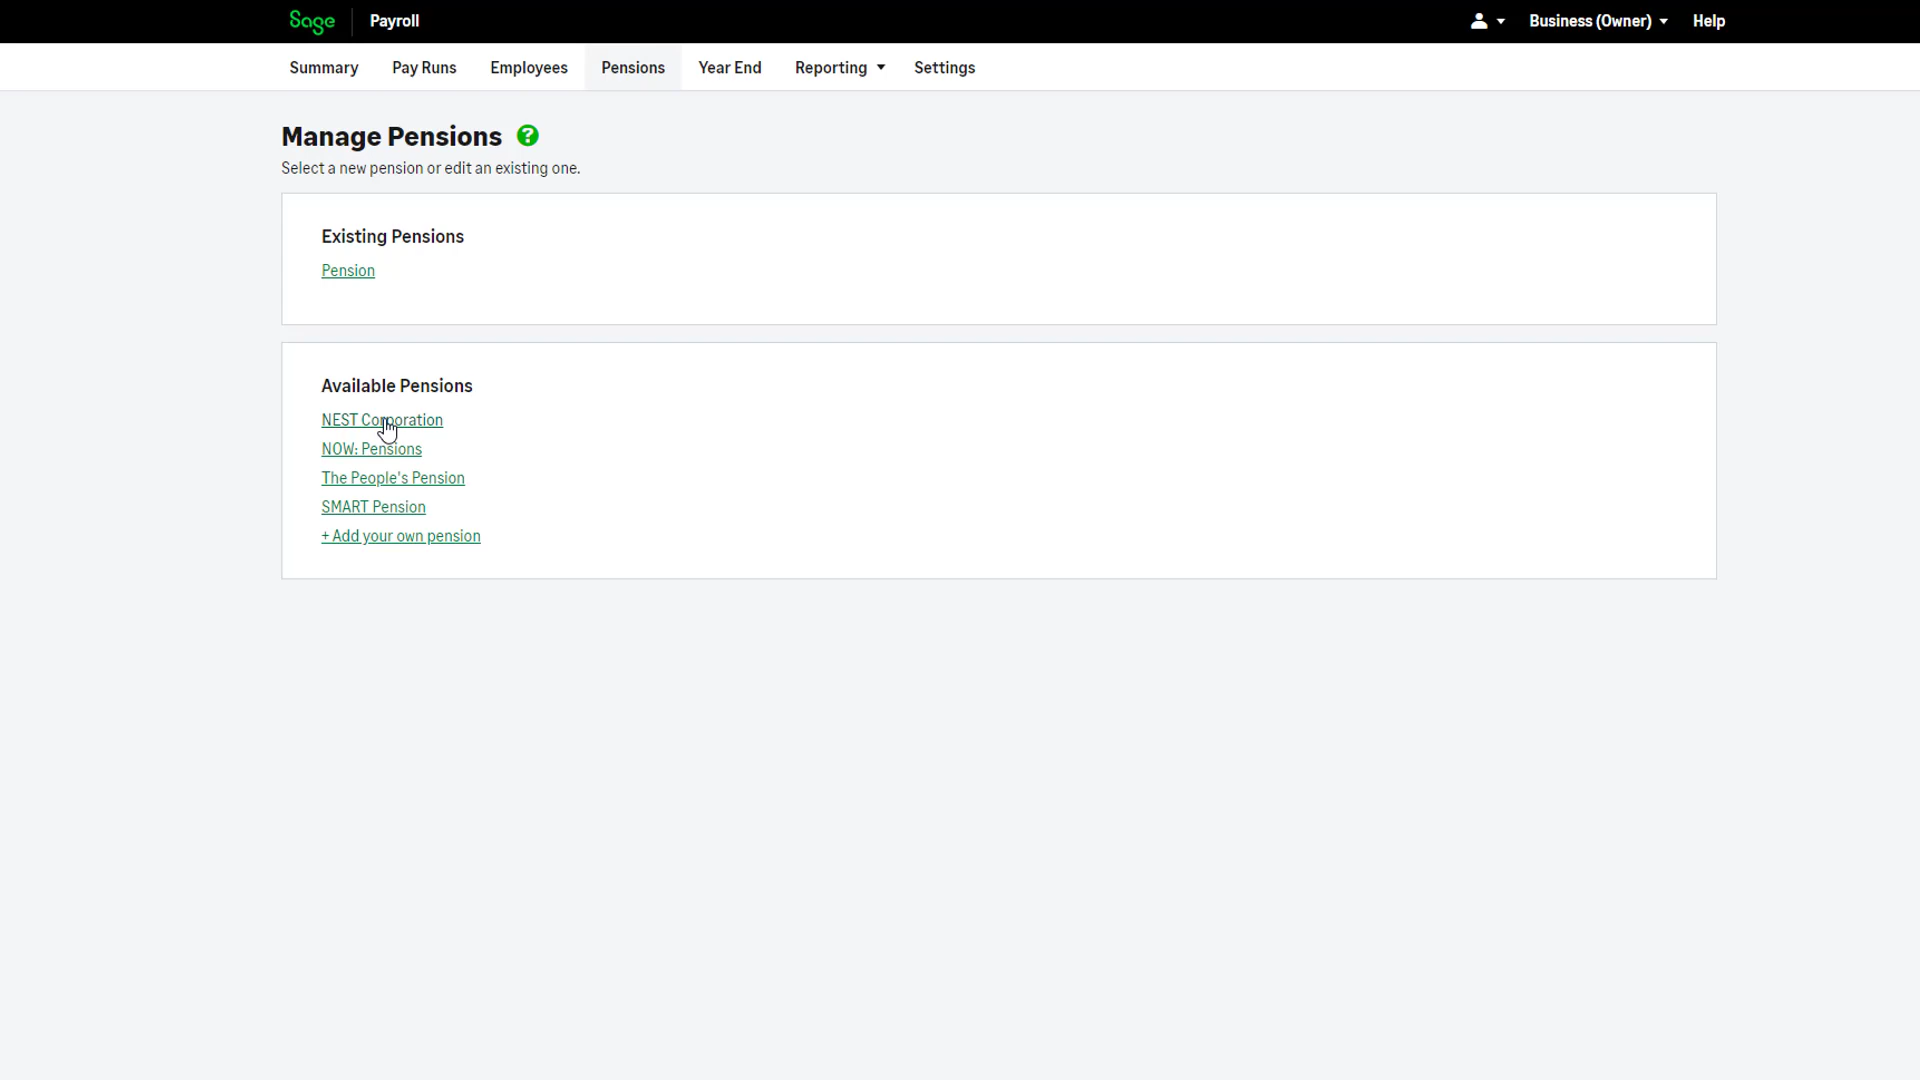 Sage Payroll Business (Owner) Help
Summary Pay Runs Employees Pensions Year End Reporting Settings
Manage Pensions ?
Select a new pension or edit an existing one.
Existing Pensions
Pension
Available Pensions
NEST Corporation
NOW: Pensions
The People's Pension
SMART Pension
+ Add your own pension